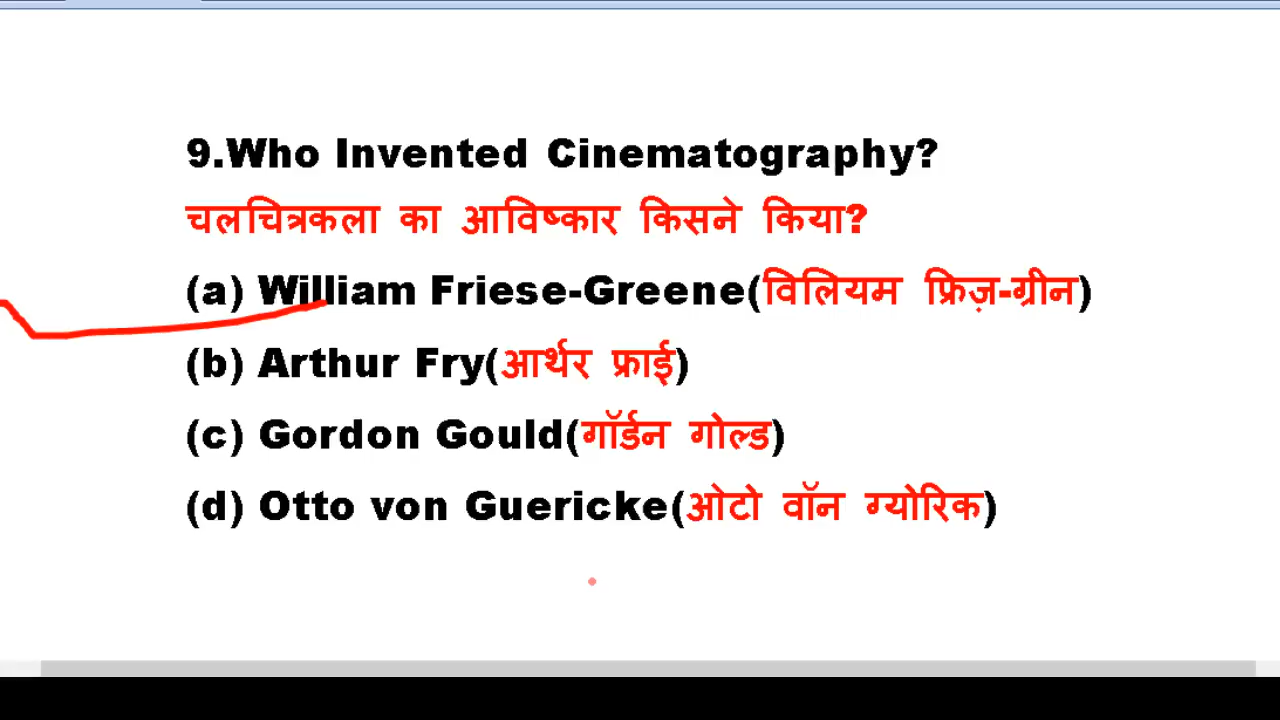 9.Who Invented Cinematography?
चलचित्रकला का आविष्कार किसने किया?
(a) William Friese-Greene(विलियम फ्रिज़-ग्रीन)
(b) Arthur Fry(आर्थर फ्राई)
(c) Gordon Gould(गॉर्डन गोल्ड)
(d) Otto von Guericke(ओटो वॉन ग्योरिक)